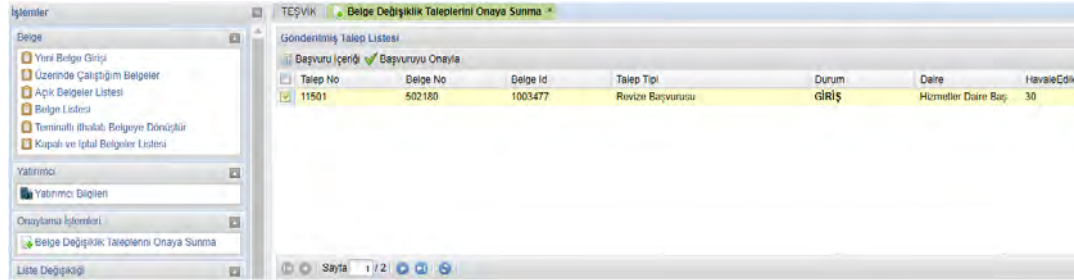 İşlemler
Belge
Yeni Belge Girişi
Üzerinde Çalıştığım Belgeler
Açık Belgeler Listesi
Belge Listesi
Teminatlı İthalatı Belgeye Dönüştür
Kapalı ve İptal Belgeler Listesi
Yatırımcı
Yatırımcı Bilgileri
Onaylama İşlemleri
Belge Değişiklik Taleplerini Onaya Sunma
Liste Değişikliği
TEŞVİK Belge Değişiklik Taleplerini Onaya Sunma
Gönderilmiş Talep Listesi
Başvuru İçeriği Başvuruyu Onayla
Talep No Belge No Belge Id Talep Tipi Durum Daire HavaleEdik
11501 502180 1003477 Revize Başvurusu GİRİŞ Hizmetler Daire Baş 30
Sayfa 1 / 2